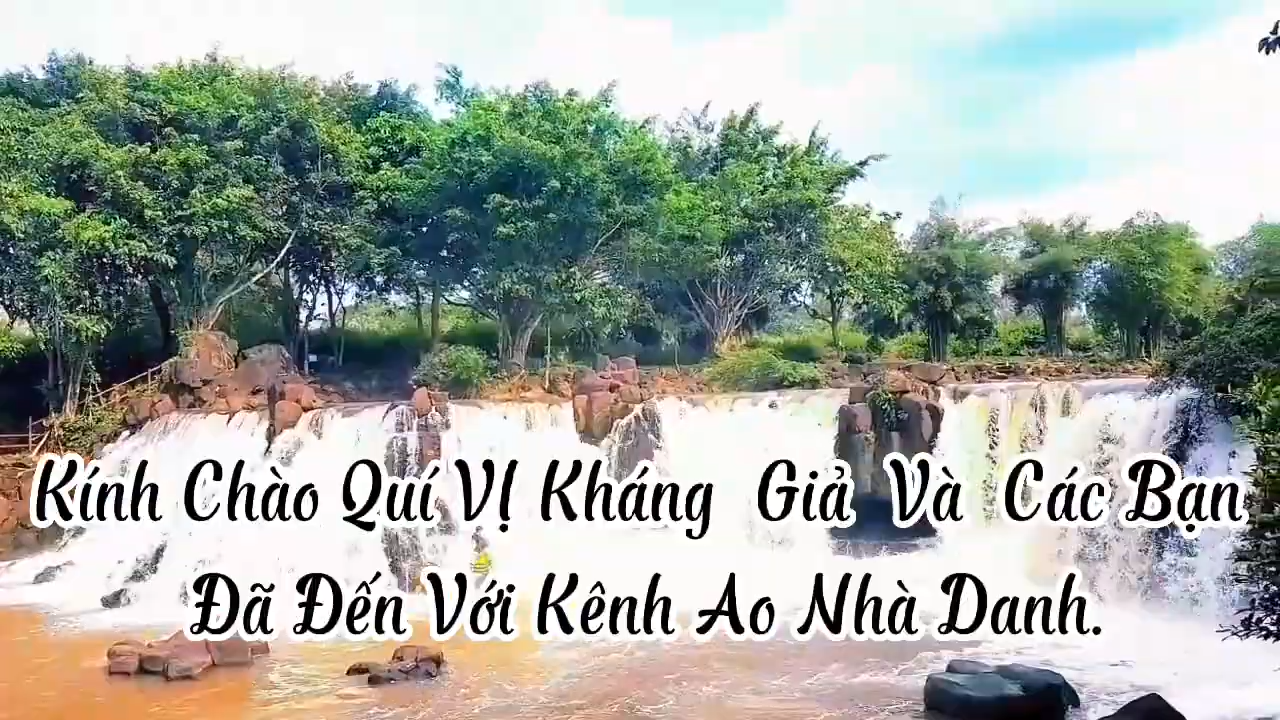 Kính Chào Quí Vị Kháng Giả Và Các Bạn
Đã Đến Với Kênh Ao Nhà Danh.